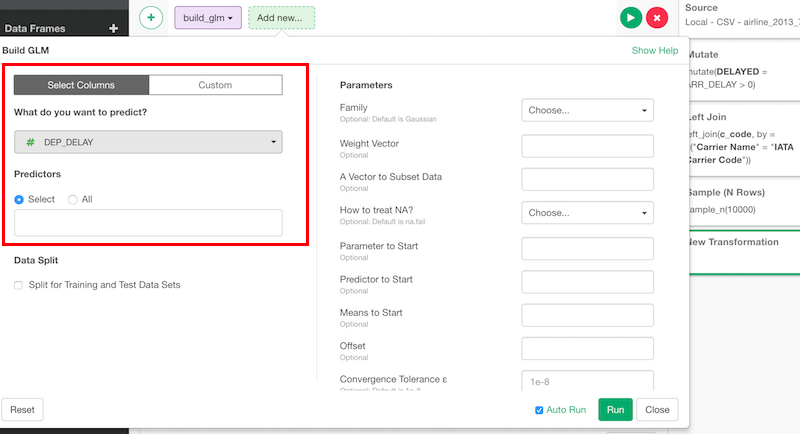 Data Frames
build_glm
Add new...
Build GLM
Show Help
Select Columns
Custom
What do you want to predict?
# DEP_DELAY
Predictors
Select
All
Data Split
Split for Training and Test Data Sets
Parameters
Family
Optional: Default is Gaussian
Choose...
Weight Vector
Optional
A Vector to Subset Data
Optional
How to treat NA?
Optional: Default is na.fail
Choose...
Parameter to Start
Optional
Predictor to Start
Optional
Means to Start
Optional
Offset
Optional
Convergence Tolerance ε
Optional: Default is 1e-8
1e-8
Reset
Auto Run
Run
Close
Source
Local - CSV - airline_2013_
Mutate
mutate(DELAYED =
ARR_DELAY > 0)
Left Join
left_join(c_code, by =
("Carrier Name" = "IATA
Carrier Code"))
Sample (N Rows)
sample_n(10000)
New Transformation